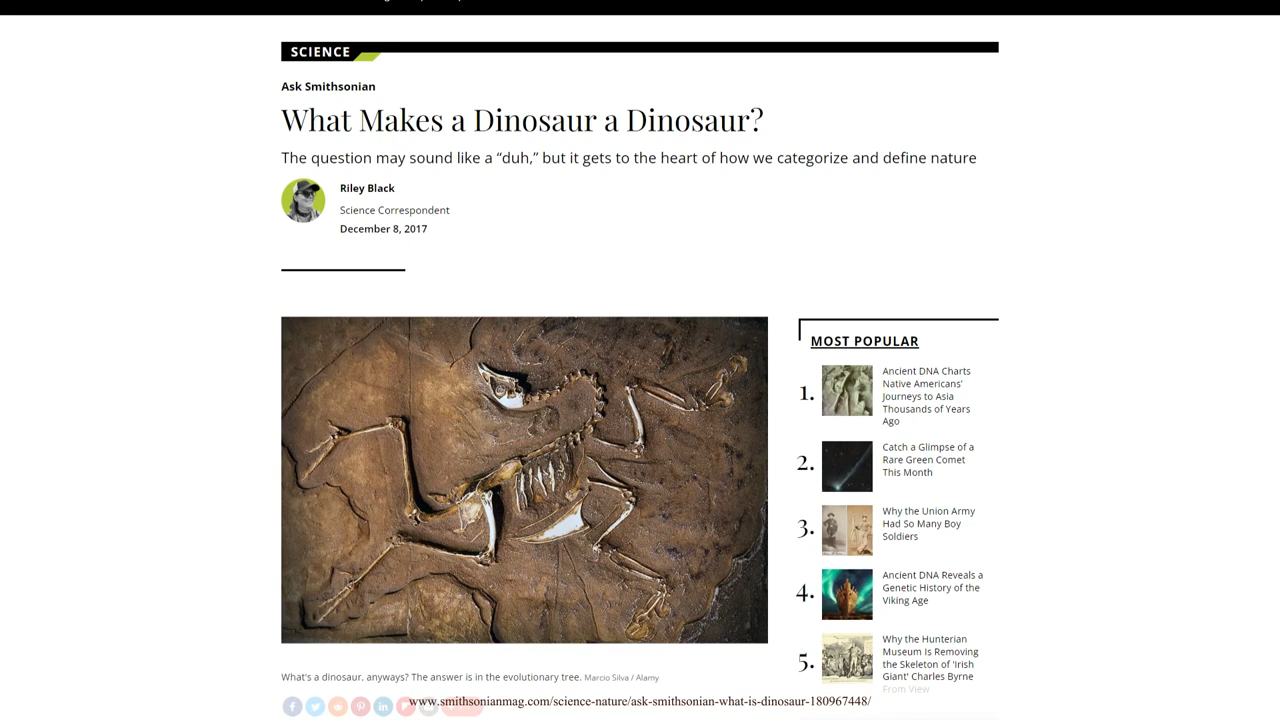 SCIENCE
Ask Smithsonian
What Makes a Dinosaur a Dinosaur?
The question may sound like a “duh,” but it gets to the heart of how we categorize and define nature
Riley Black
Science Correspondent
December 8, 2017
MOST POPULAR
1.
Ancient DNA Charts
Native Americans’
Journeys to Asia
Thousands of Years
Ago
2.
Catch a Glimpse of a
Rare Green Comet
This Month
3.
Why the Union Army
Had So Many Boy
Soldiers
4.
Ancient DNA Reveals a
Genetic History of the
Viking Age
5.
Why the Hunterian
Museum Is Removing
the Skeleton of 'Irish
Giant' Charles Byrne
From View
What's a dinosaur, anyways? The answer is in the evolutionary tree. Marcio Silva / Alamy
www.smithsonianmag.com/science-nature/ask-smithsonian-what-is-dinosaur-180967448/